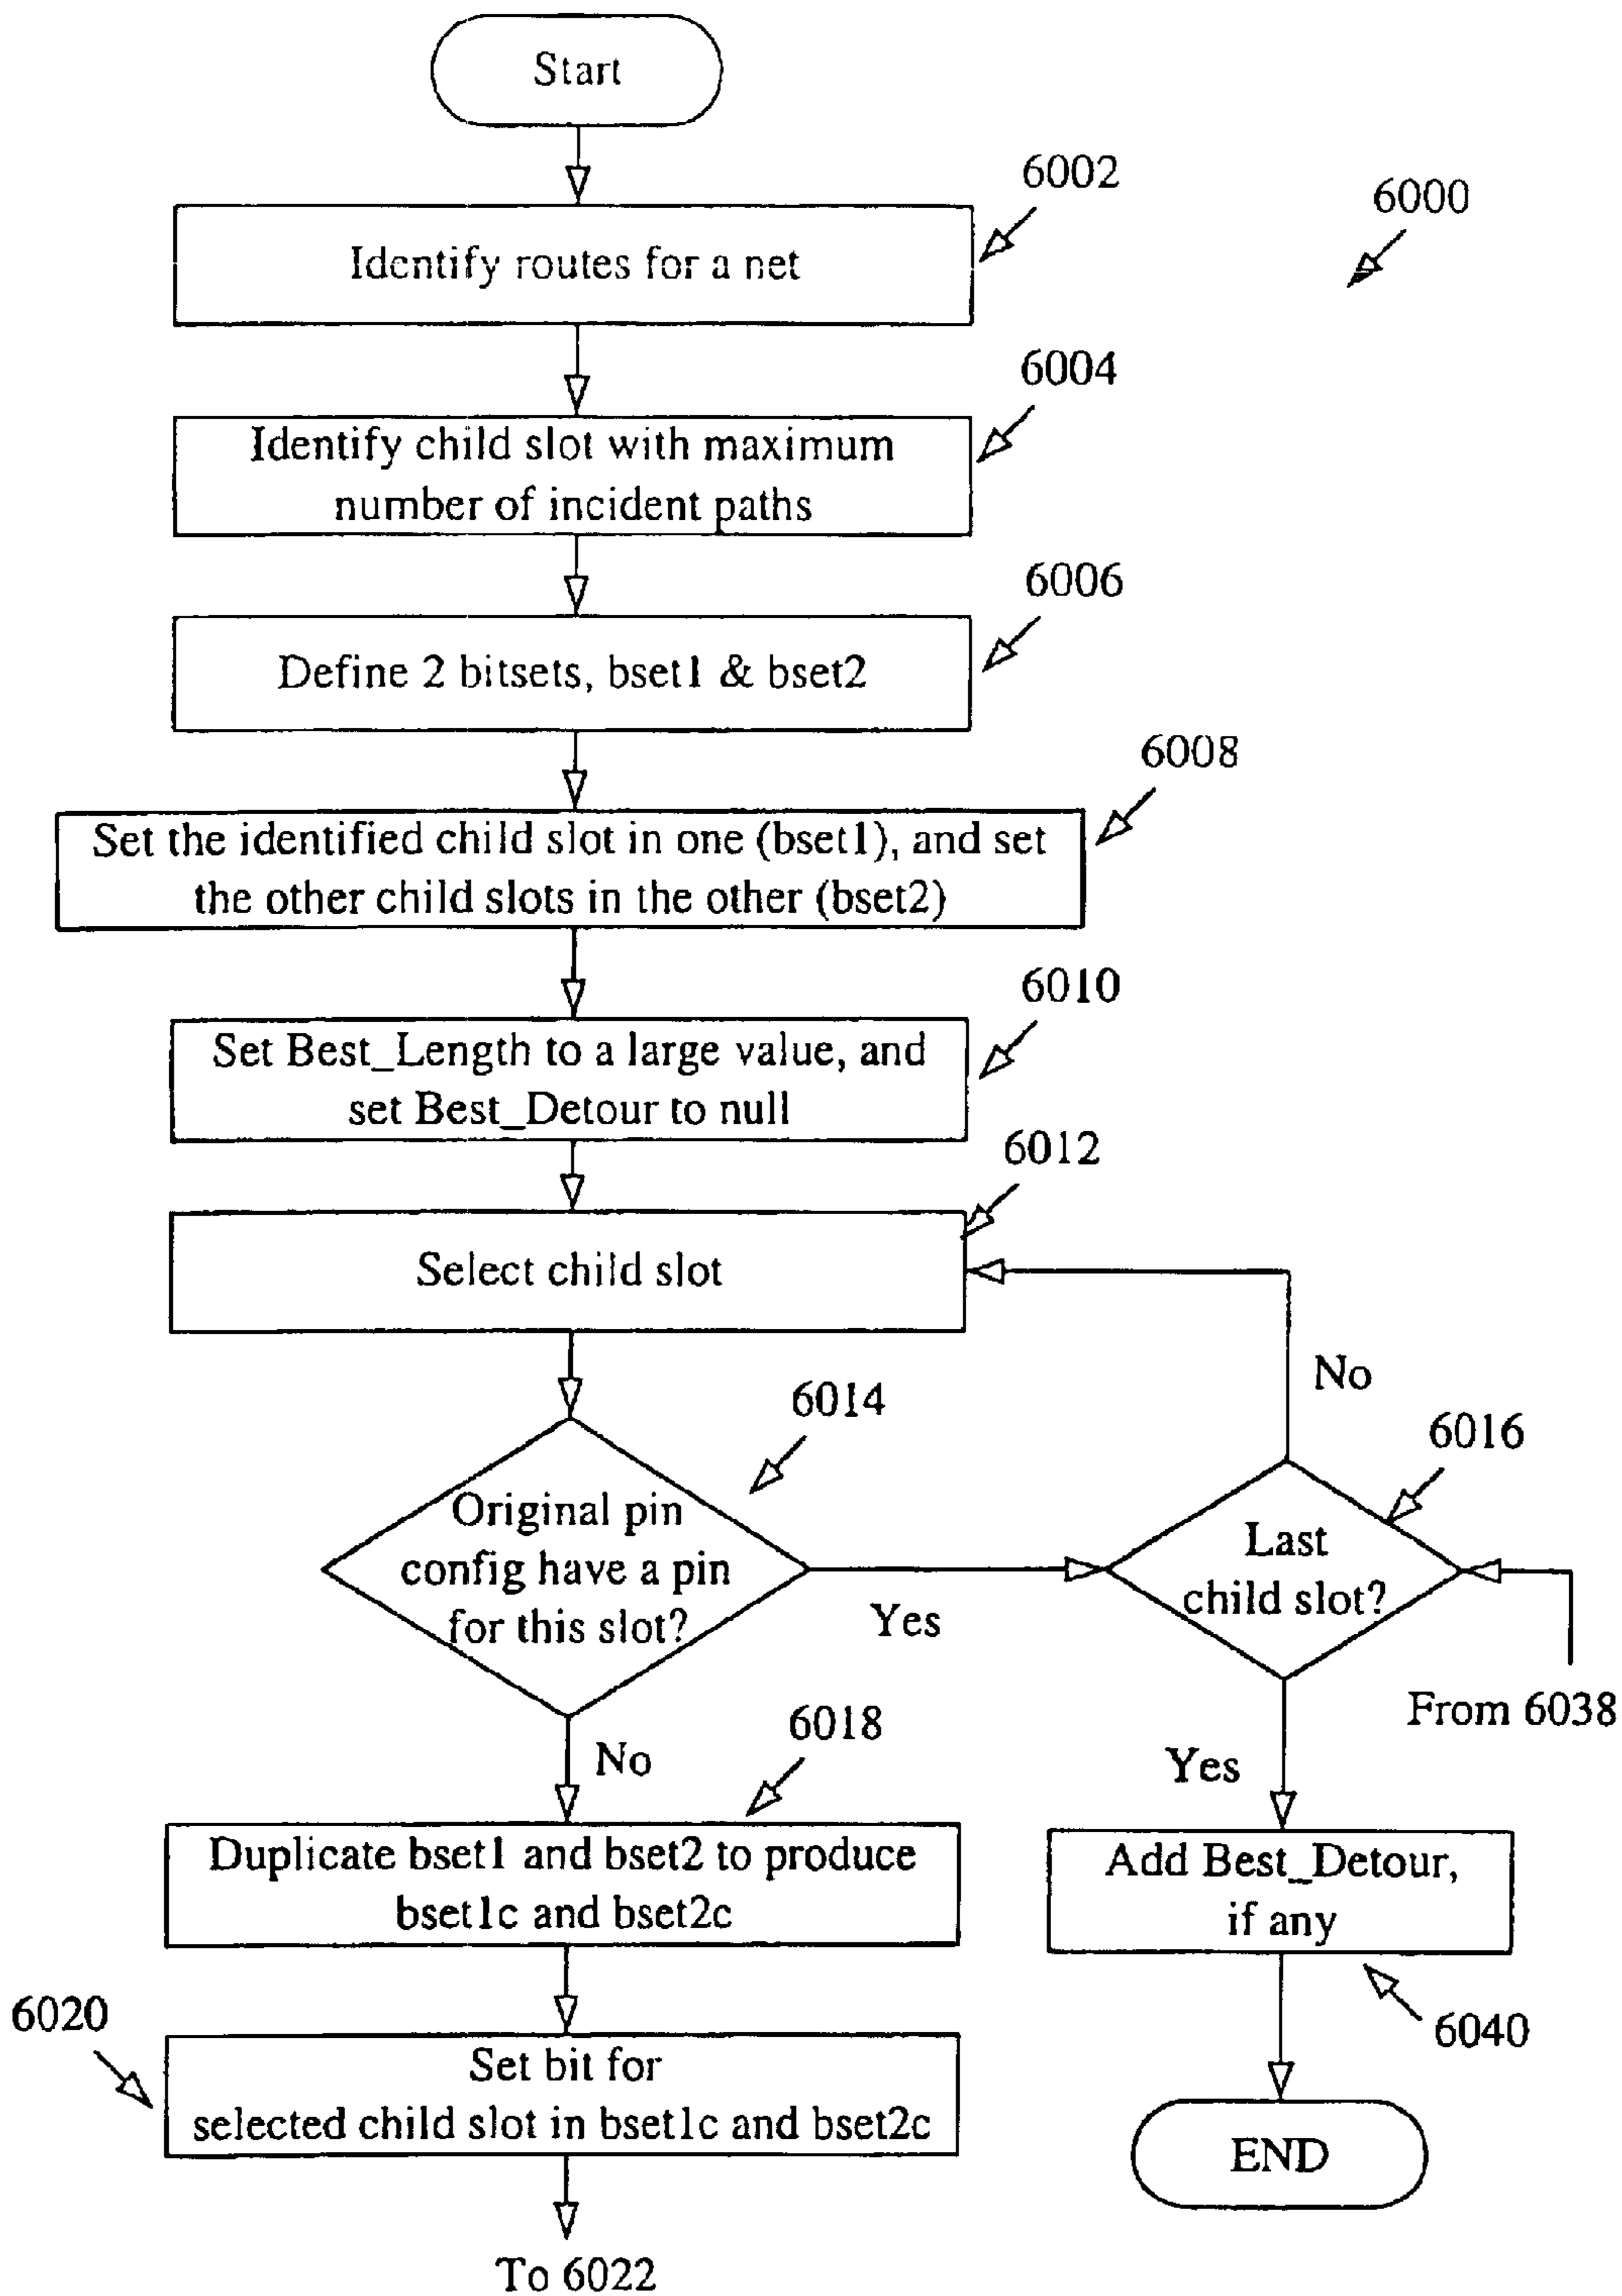 Start
6002
6000
Identify routes for a net
6004
Identify child slot with maximum
number of incident paths
6006
Define 2 bitsets, bset1 & bset2
6008
Set the identified child slot in one (bset1), and set
the other child slots in the other (bset2)
6010
Set Best_Length to a large value, and
set Best_Detour to null
6012
Select child slot
No
6014
6016
Original pin
config have a pin
for this slot?
Yes
Last
child slot?
From 6038
No
6018
Yes
Duplicate bset1 and bset2 to produce
bset1c and bset2c
Add Best_Detour,
if any
6020
6040
Set bit for
selected child slot in bset1c and bset2c
END
To 6022